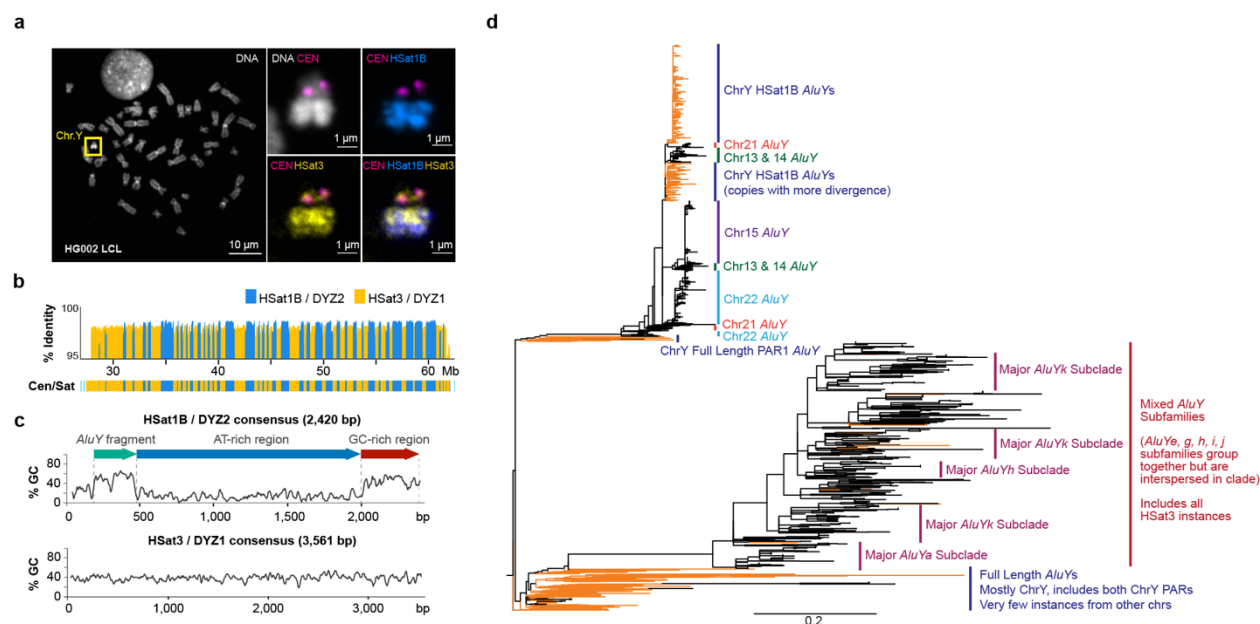 a
DNA
Chr.Y
HG002 LCL
10 µm
DNA CEN
1 µm
CEN HSat1B
1 µm
CEN HSat3
1 µm
CEN HSat1B HSat3
1 µm
b
HSat1B / DYZ2
HSat3 / DYZ1
% Identity
100
95
30
40
50
60
Mb
Cen/Sat
c
HSat1B / DYZ2 consensus (2,420 bp)
AluY fragment
AT-rich region
GC-rich region
% GC
80
40
0
0
500
1,000
1,500
2,000
bp
HSat3 / DYZ1 consensus (3,561 bp)
% GC
80
40
0
0
1,000
2,000
3,000
bp
d
ChrY HSat1B AluYs
Chr21 AluY
Chr13 & 14 AluY
ChrY HSat1B AluYs
(copies with more divergence)
Chr15 AluY
Chr13 & 14 AluY
Chr22 AluY
Chr21 AluY
Chr22 AluY
ChrY Full Length PAR1 AluY
Major AluYk Subclade
Major AluYk Subclade
Major AluYh Subclade
Major AluYk Subclade
Major AluYa Subclade
Mixed AluY
Subfamilies
(AluYe, g, h, i, j
subfamilies group
together but are
interspersed in clade)
Includes all
HSat3 instances
Full Length AluYs
Mostly ChrY, includes both ChrY PARs
Very few instances from other chrs
0.2